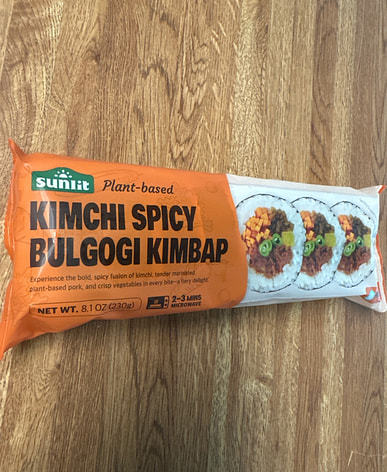 sunlit
Plant-based
KIMCHI SPICY
BULGOGI KIMBAP
Experience the bold, spicy fusion of kimchi, tender marinated
plant-based pork, and crisp vegetables in every bite—a fiery delight!
NET WT. 8.1 OZ (230g)
2-3 MINS
MICROWAVE